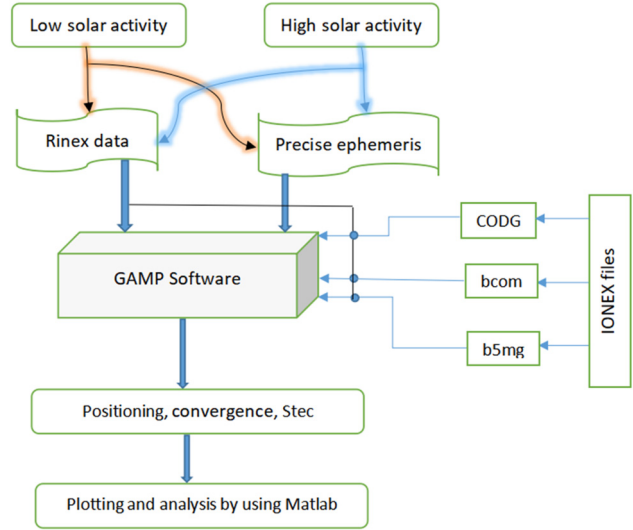 Low solar activity
High solar activity
Rinex data
Precise ephemeris
GAMP Software
CODG
bcom
b5mg
IONEX files
Positioning, convergence, Stec
Plotting and analysis by using Matlab